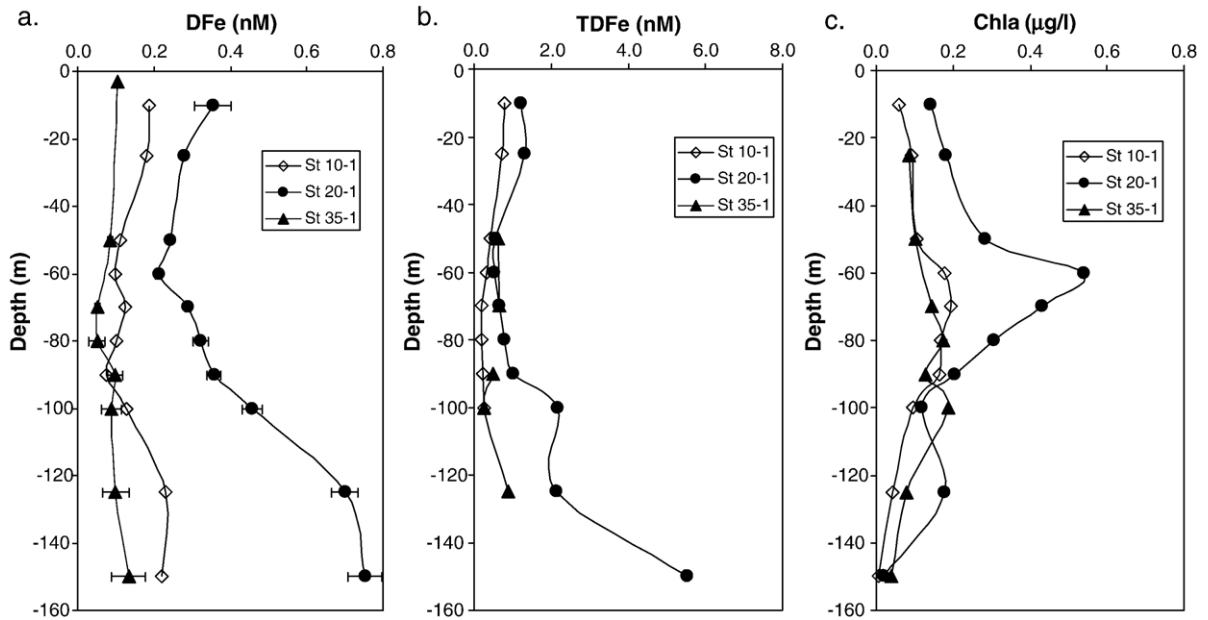 a.
DFe (nM)
0.0 0.2 0.4 0.6 0.8
0
-20
-40
-60
-80
-100
-120
-140
-160
Depth (m)
St 10-1
St 20-1
St 35-1
b.
TDFe (nM)
0.0 2.0 4.0 6.0 8.0
0
-20
-40
-60
-80
-100
-120
-140
-160
Depth (m)
St 10-1
St 20-1
St 35-1
c.
Chla (µg/l)
0.0 0.2 0.4 0.6 0.8
0
-20
-40
-60
-80
-100
-120
-140
-160
Depth (m)
St 10-1
St 20-1
St 35-1